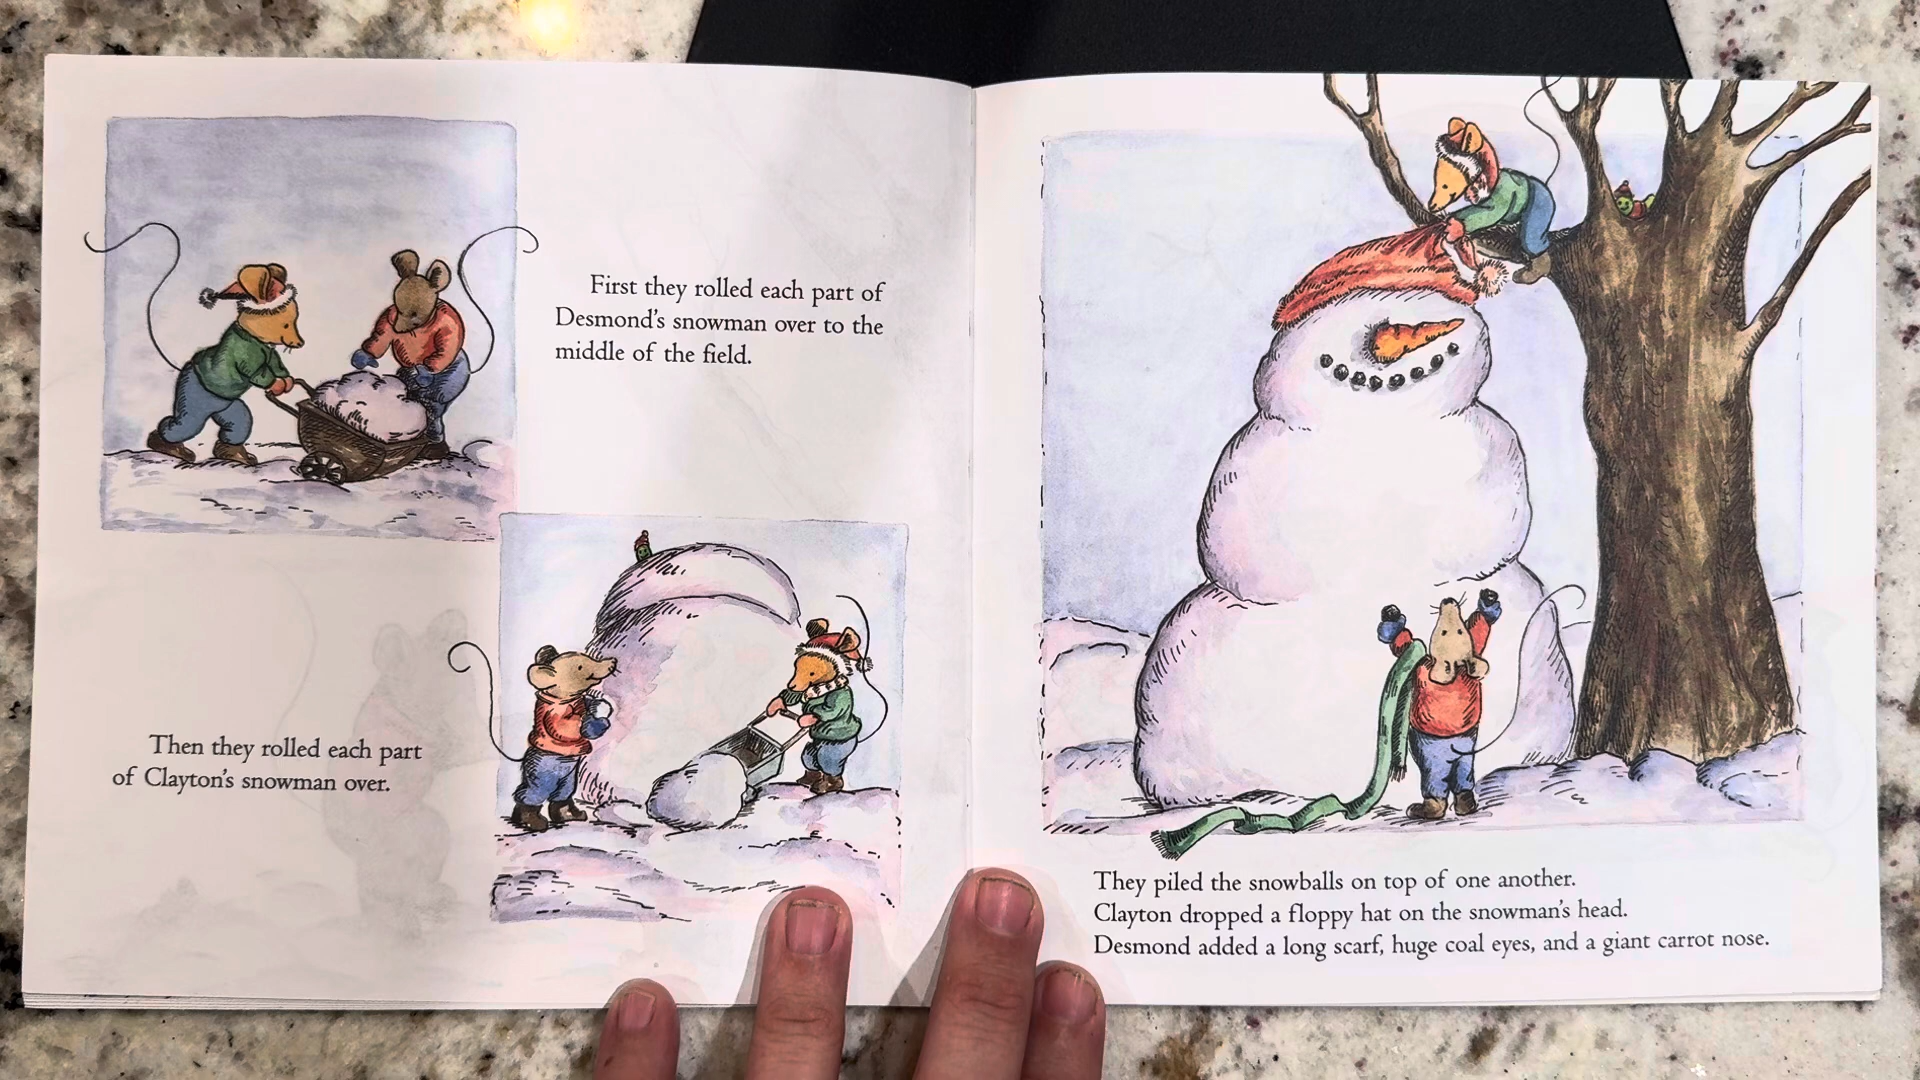 First they rolled each part of
Desmond's snowman over to the
middle of the field.
Then they rolled each part
of Clayton's snowman over.
They piled the snowballs on top of one another.
Clayton dropped a floppy hat on the snowman's head.
Desmond added a long scarf, huge coal eyes, and a giant carrot nose.